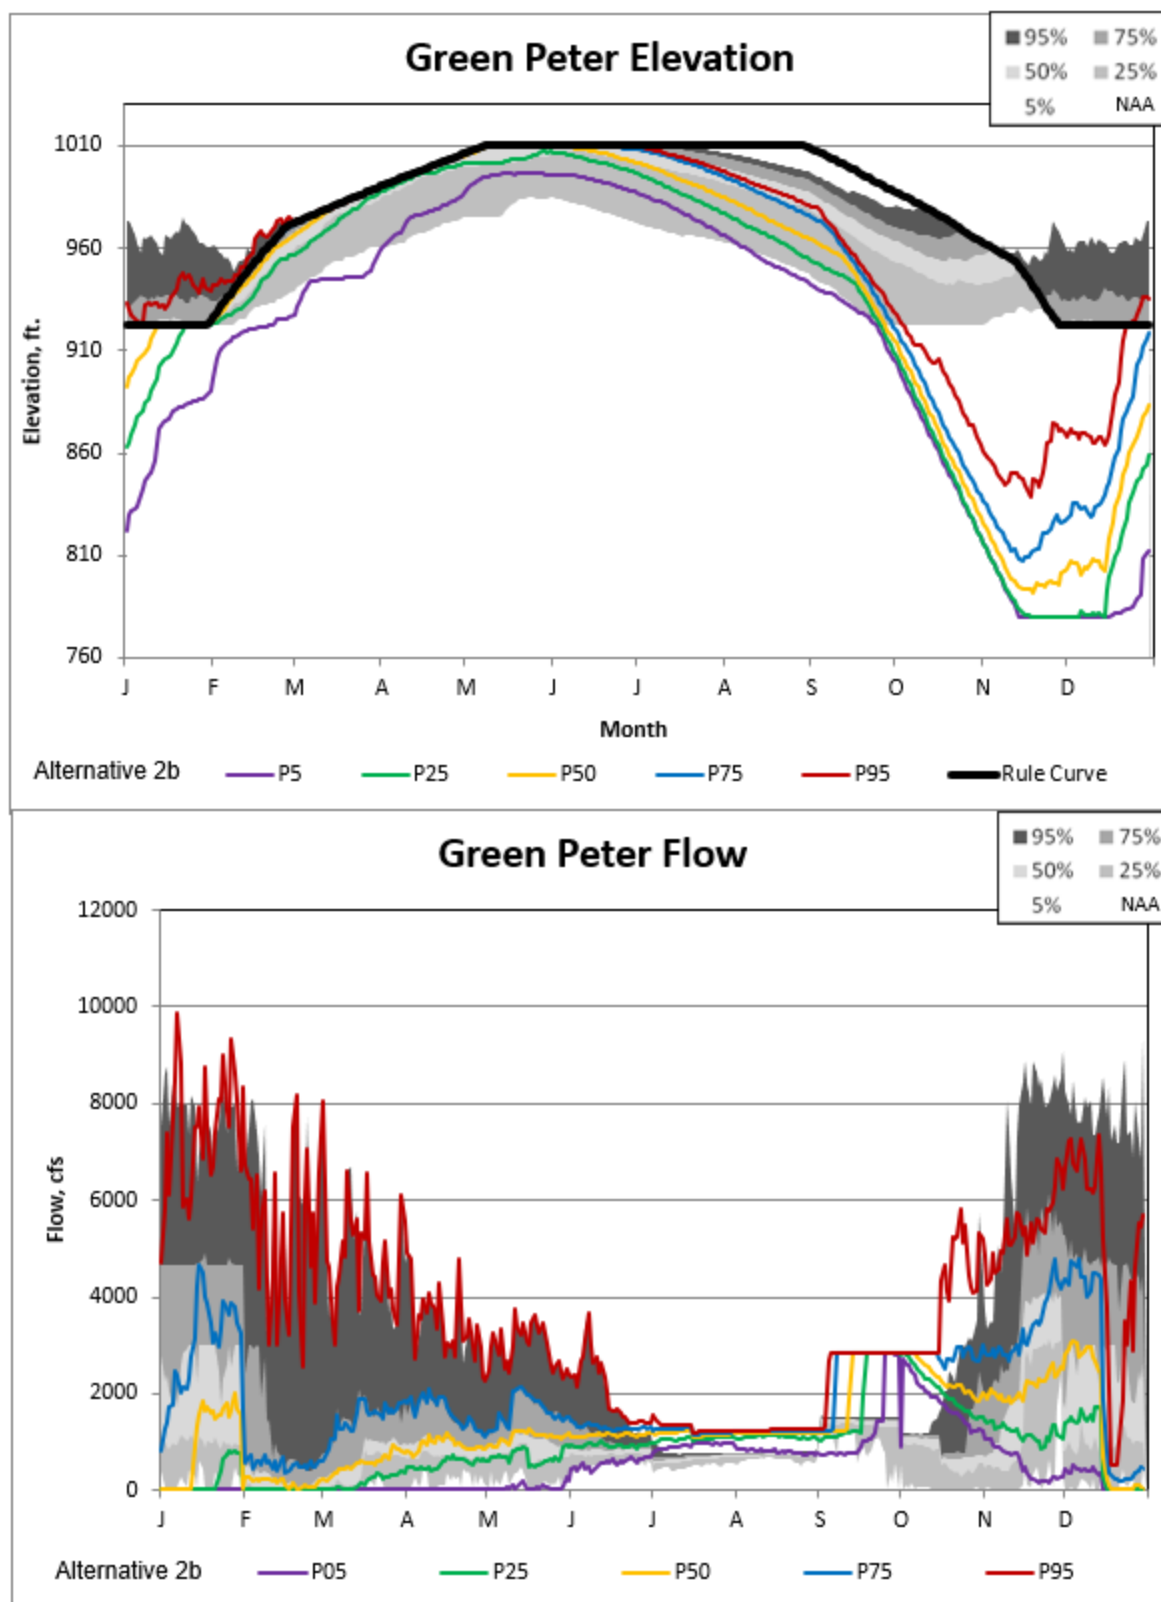 Green Peter Elevation
95% 75%
50% 25%
5% NAA
1010
960
910
860
810
760
Elevation, ft.
J F M A M J J A S O N D
Month
Alternative 2b P5 P25 P50 P75 P95 Rule Curve
Green Peter Flow
95% 75%
50% 25%
5% NAA
12000
10000
8000
6000
4000
2000
0
Flow, cfs
J F M A M J J A S O N D
Alternative 2b P05 P25 P50 P75 P95